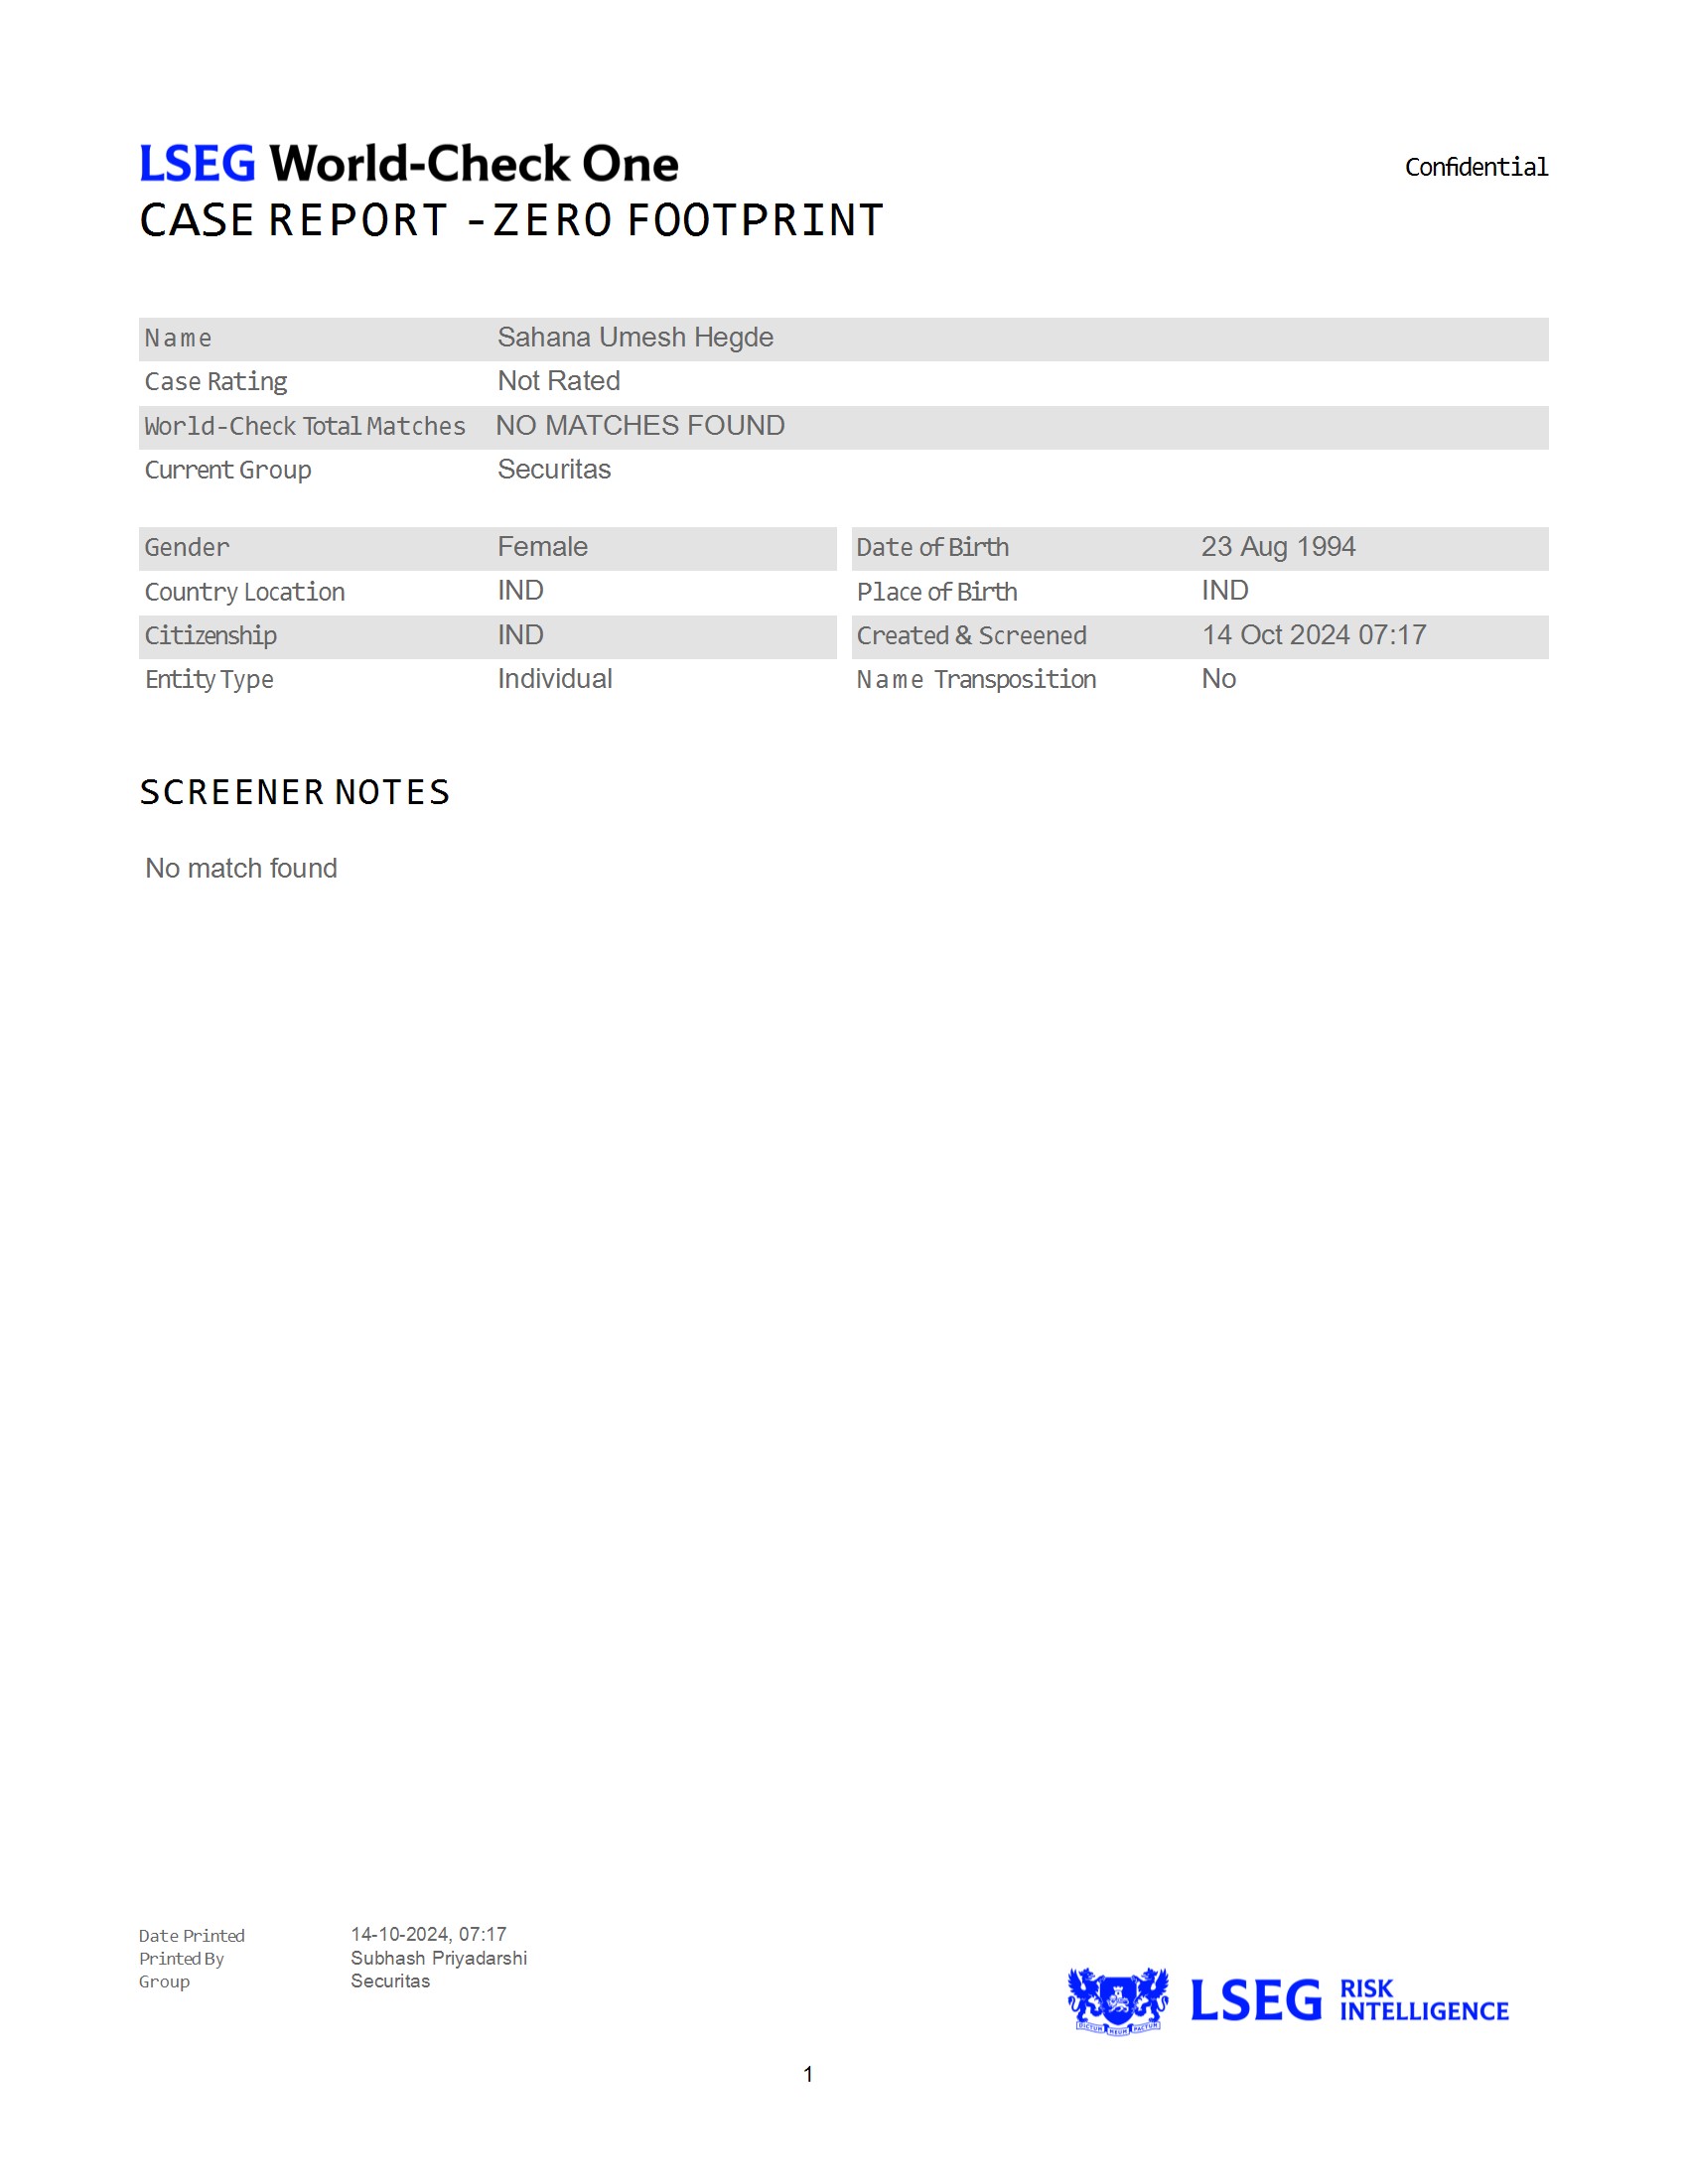 LSEG World-Check One
Confidential
CASE REPORT - ZERO FOOTPRINT
Name Sahana Umesh Hegde
Case Rating Not Rated
World-Check Total Matches NO MATCHES FOUND
Current Group Securitas
Gender Female Date of Birth 23 Aug 1994
Country Location IND Place of Birth IND
Citizenship IND Created & Screened 14 Oct 2024 07:17
Entity Type Individual Name Transposition No
SCREENER NOTES
No match found
Date Printed 14-10-2024, 07:17
Printed By Subhash Priyadarshi
Group Securitas
DICTUM MEUM PACTUM
LSEG RISK INTELLIGENCE
1